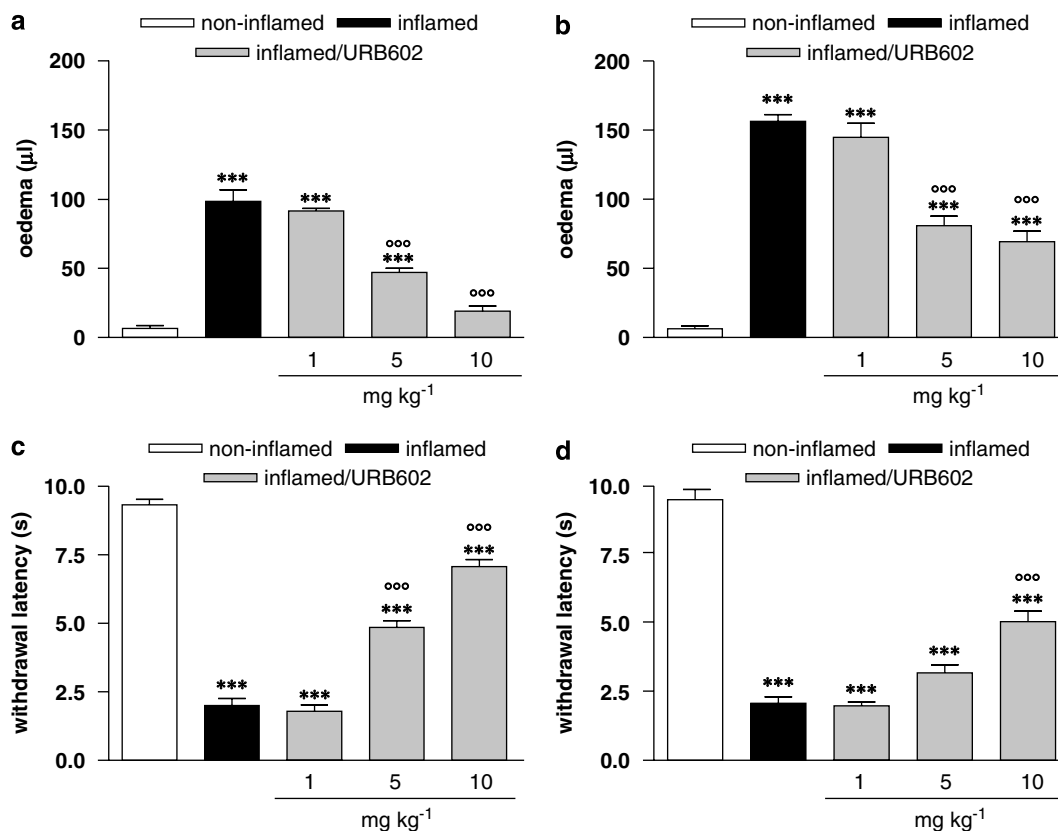 a
non-inflamed inflamed
inflamed/URB602
200
150
100
50
0
oedema (μl)
***
***
°°°
***
°°°
1 5 10
mg kg⁻¹
b
non-inflamed inflamed
inflamed/URB602
200
150
100
50
0
oedema (μl)
***
***
°°°
***
°°°
***
1 5 10
mg kg⁻¹
c
non-inflamed inflamed
inflamed/URB602
10.0
7.5
5.0
2.5
0.0
withdrawal latency (s)
***
***
°°°
***
°°°
***
1 5 10
mg kg⁻¹
d
non-inflamed inflamed
inflamed/URB602
10.0
7.5
5.0
2.5
0.0
withdrawal latency (s)
***
***
***
°°°
***
1 5 10
mg kg⁻¹